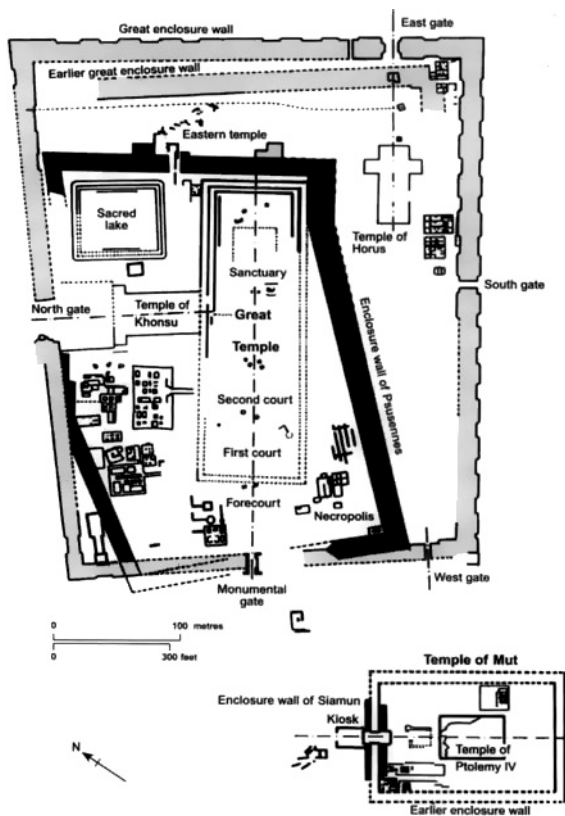 Great enclosure wall
East gate
Earlier great enclosure wall
Eastern temple
Sacred
lake
Temple of
Horus
Sanctuary
South gate
North gate
Temple of
Khonsu
Great
Temple
Enclosure wall of Psusennes
Second court
First court
Forecourt
Necropolis
West gate
Monumental
gate
0 100 metres
0 300 feet
Temple of Mut
Enclosure wall of Siamun
Kiosk
Temple of
Ptolemy IV
N
Earlier enclosure wall